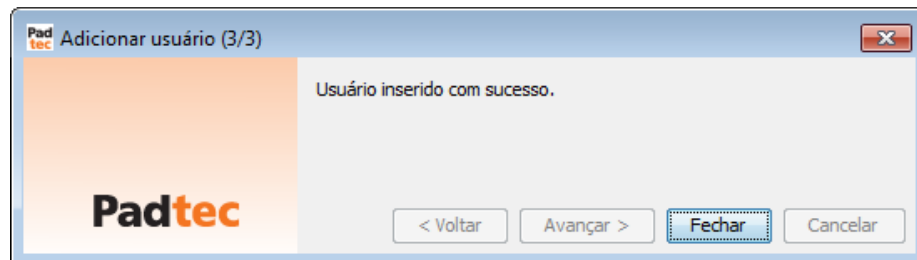 Pad
tec
Adicionar usuário (3/3)
Usuário inserido com sucesso.
Padtec
< Voltar
Avançar >
Fechar
Cancelar